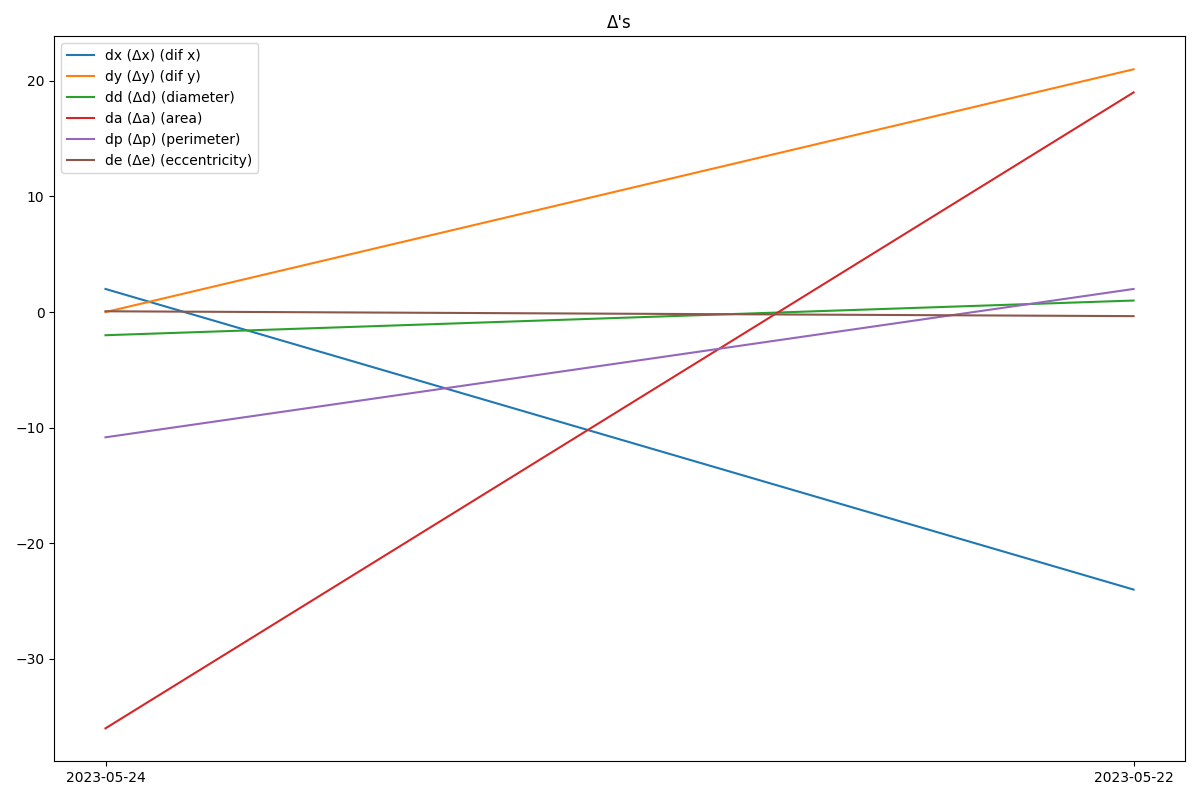 Δ's
dx (Δx) (dif x)
dy (Δy) (dif y)
dd (Δd) (diameter)
da (Δa) (area)
dp (Δp) (perimeter)
de (Δe) (eccentricity)
20
10
0
−10
−20
−30
2023-05-24 2023-05-22